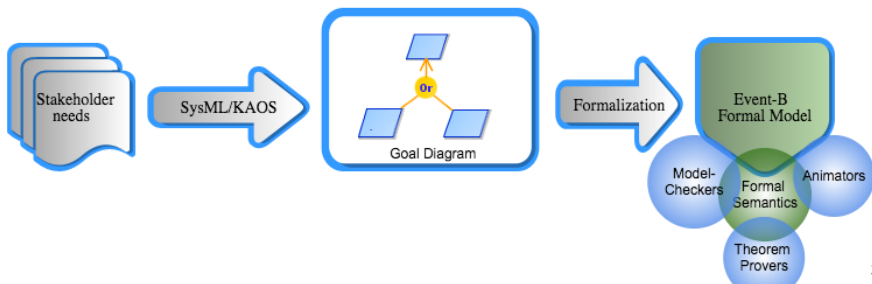 Stakeholder
needs
SysML/KAOS
Or
Goal Diagram
Formalization
Event-B
Formal Model
Model-
Checkers
Formal
Semantics
Animators
Theorem
Provers